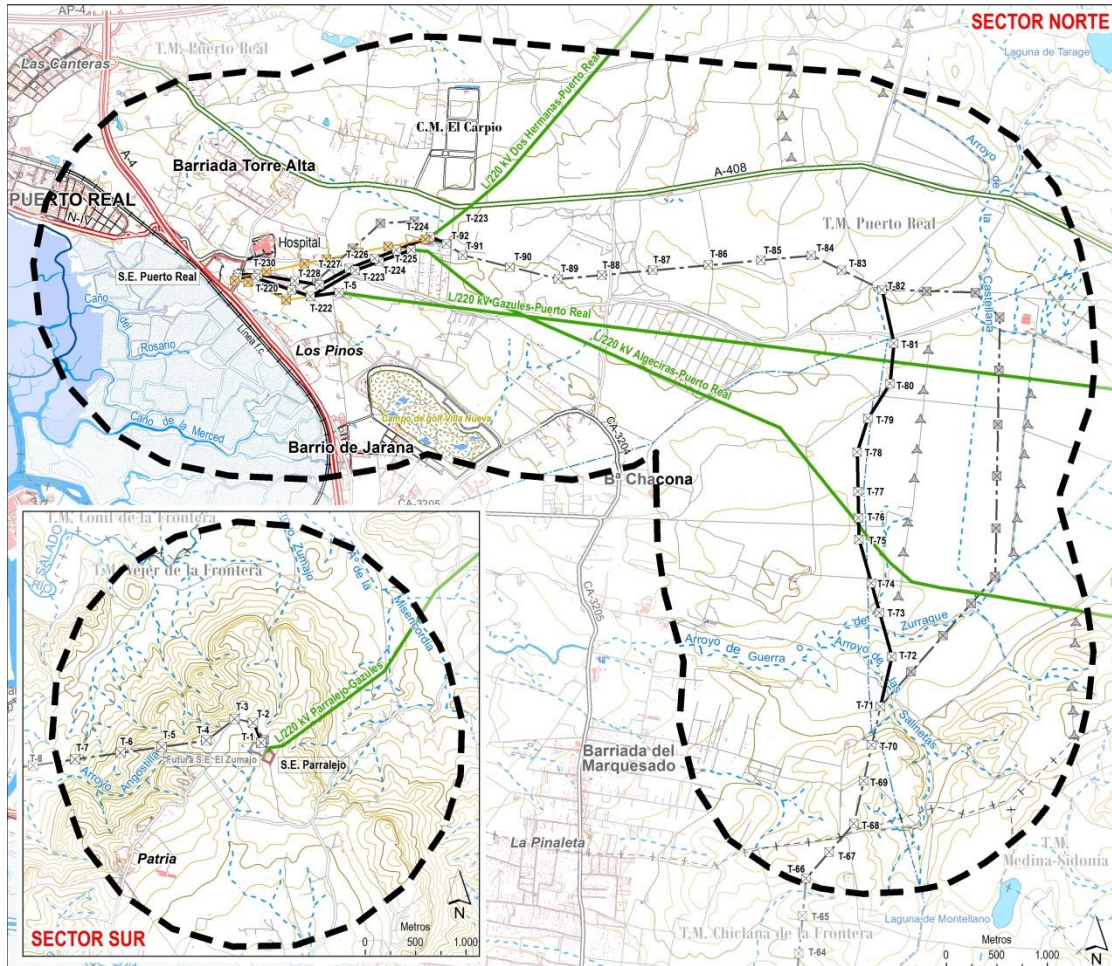 AP-4
SECTOR NORTE
T.M. Puerto Real
Las Canteras
Laguna de Tarage
C.M. El Carpio
L/220 kV Dos Hermanas-Puerto Real
Arroyo de la Castellana
A-4
Barriada Torre Alta
A-408
PUERTO REAL
N-IV
T.M. Puerto Real
Hospital
T-223
T-224
T-92
T-91
T-226
T-225
T-227
T-224
T-223
T-230
T-228
T-220
T-222
T-5
S.E. Puerto Real
T-90
T-89
T-88
T-87
T-86
T-85
T-84
T-83
T-82
L/220 kV Gazules-Puerto Real
L/220 kV Algeciras-Puerto Real
Caño del Rosario
Línea f.c.
Los Pinos
T-81
T-80
Campo de golf-Villa Nueva
Caño de la Merced
Barrio de Jarana
CA-3204
T-79
T-78
Bª Chacona
CA-3205
T-77
T-76
T-75
CA-3205
T-74
T-73
Arroyo de Zurraque
Arroyo de Guerra
Arroyo de las Salinetas
T-72
T-71
T-70
Barriada del
Marquesado
T-69
T-68
La Pinaleta
T-67
T-66
T.M.
Medina-Sidonia
T-65
T.M. Chiclana de la Frontera
T-64
Laguna de Montellano
Metros
0 500 1.000
N
T.M. Conil de la Frontera
SALADO
T.M. Vejer de la Frontera
Zumajo
Aº de la Misericordia
L/220 kV Parralejo-Gazules
T-3
T-2
T-1
T-4
T-5
T-6
T-7
T-8
S.E. Parralejo
Futura S.E. El Zumajo
Arroyo Angostilla
Patria
SECTOR SUR
Metros
0 500 1.000
N